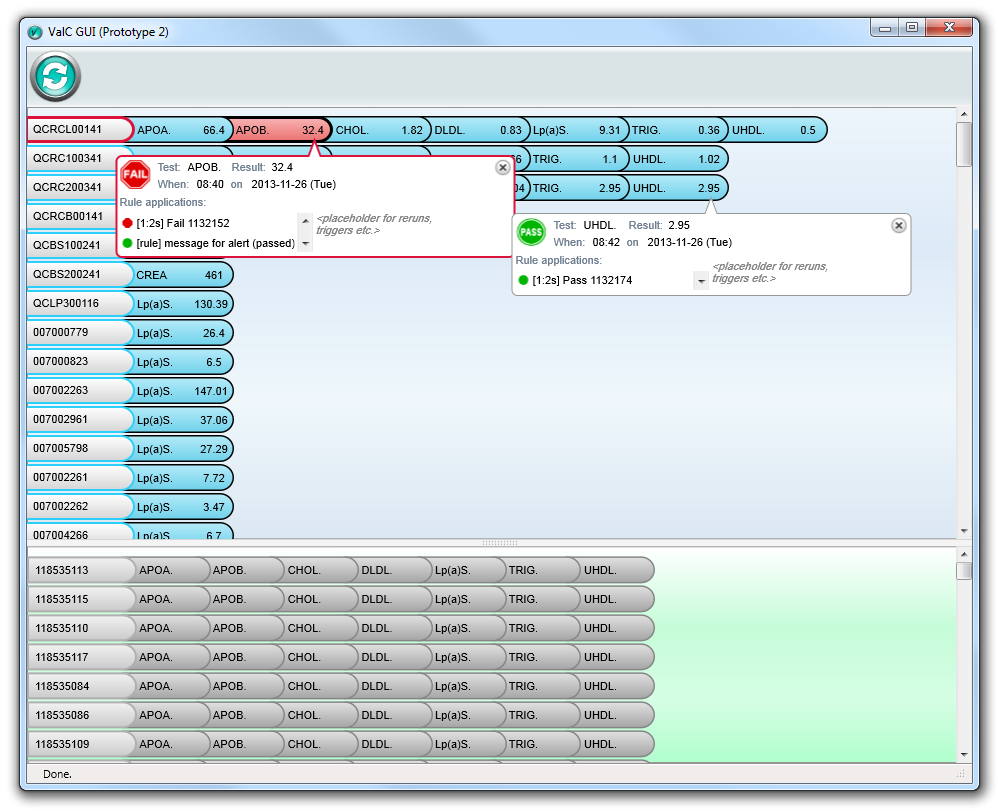 ValC GUI (Prototype 2)
QCRCL00141 APOA. 66.4 APOB. 32.4 CHOL. 1.82 DLDL. 0.83 Lp(a)S. 9.31 TRIG. 0.36 UHDL. 0.5
QCRC100341 TRIG. 1.1 UHDL. 1.02
QCRC200341 TRIG. 2.95 UHDL. 2.95
FAIL
Test: APOB. Result: 32.4
When: 08:40 on 2013-11-26 (Tue)
Rule applications:
[1:2s] Fail 1132152
[rule] message for alert (passed)
<placeholder for reruns,
triggers etc.>
PASS
Test: UHDL. Result: 2.95
When: 08:42 on 2013-11-26 (Tue)
Rule applications:
[1:2s] Pass 1132174
<placeholder for reruns,
triggers etc.>
QCRCB00141
QCBS100241
QCBS200241 CREA 461
QCLP300116 Lp(a)S. 130.39
007000779 Lp(a)S. 26.4
007000823 Lp(a)S. 6.5
007002263 Lp(a)S. 147.01
007002961 Lp(a)S. 37.06
007005798 Lp(a)S. 27.29
007002261 Lp(a)S. 7.72
007002262 Lp(a)S. 3.47
007004266 Lp(a)S. 6.7
118535113 APOA. APOB. CHOL. DLDL. Lp(a)S. TRIG. UHDL.
118535115 APOA. APOB. CHOL. DLDL. Lp(a)S. TRIG. UHDL.
118535110 APOA. APOB. CHOL. DLDL. Lp(a)S. TRIG. UHDL.
118535117 APOA. APOB. CHOL. DLDL. Lp(a)S. TRIG. UHDL.
118535084 APOA. APOB. CHOL. DLDL. Lp(a)S. TRIG. UHDL.
118535086 APOA. APOB. CHOL. DLDL. Lp(a)S. TRIG. UHDL.
118535109 APOA. APOB. CHOL. DLDL. Lp(a)S. TRIG. UHDL.
Done.